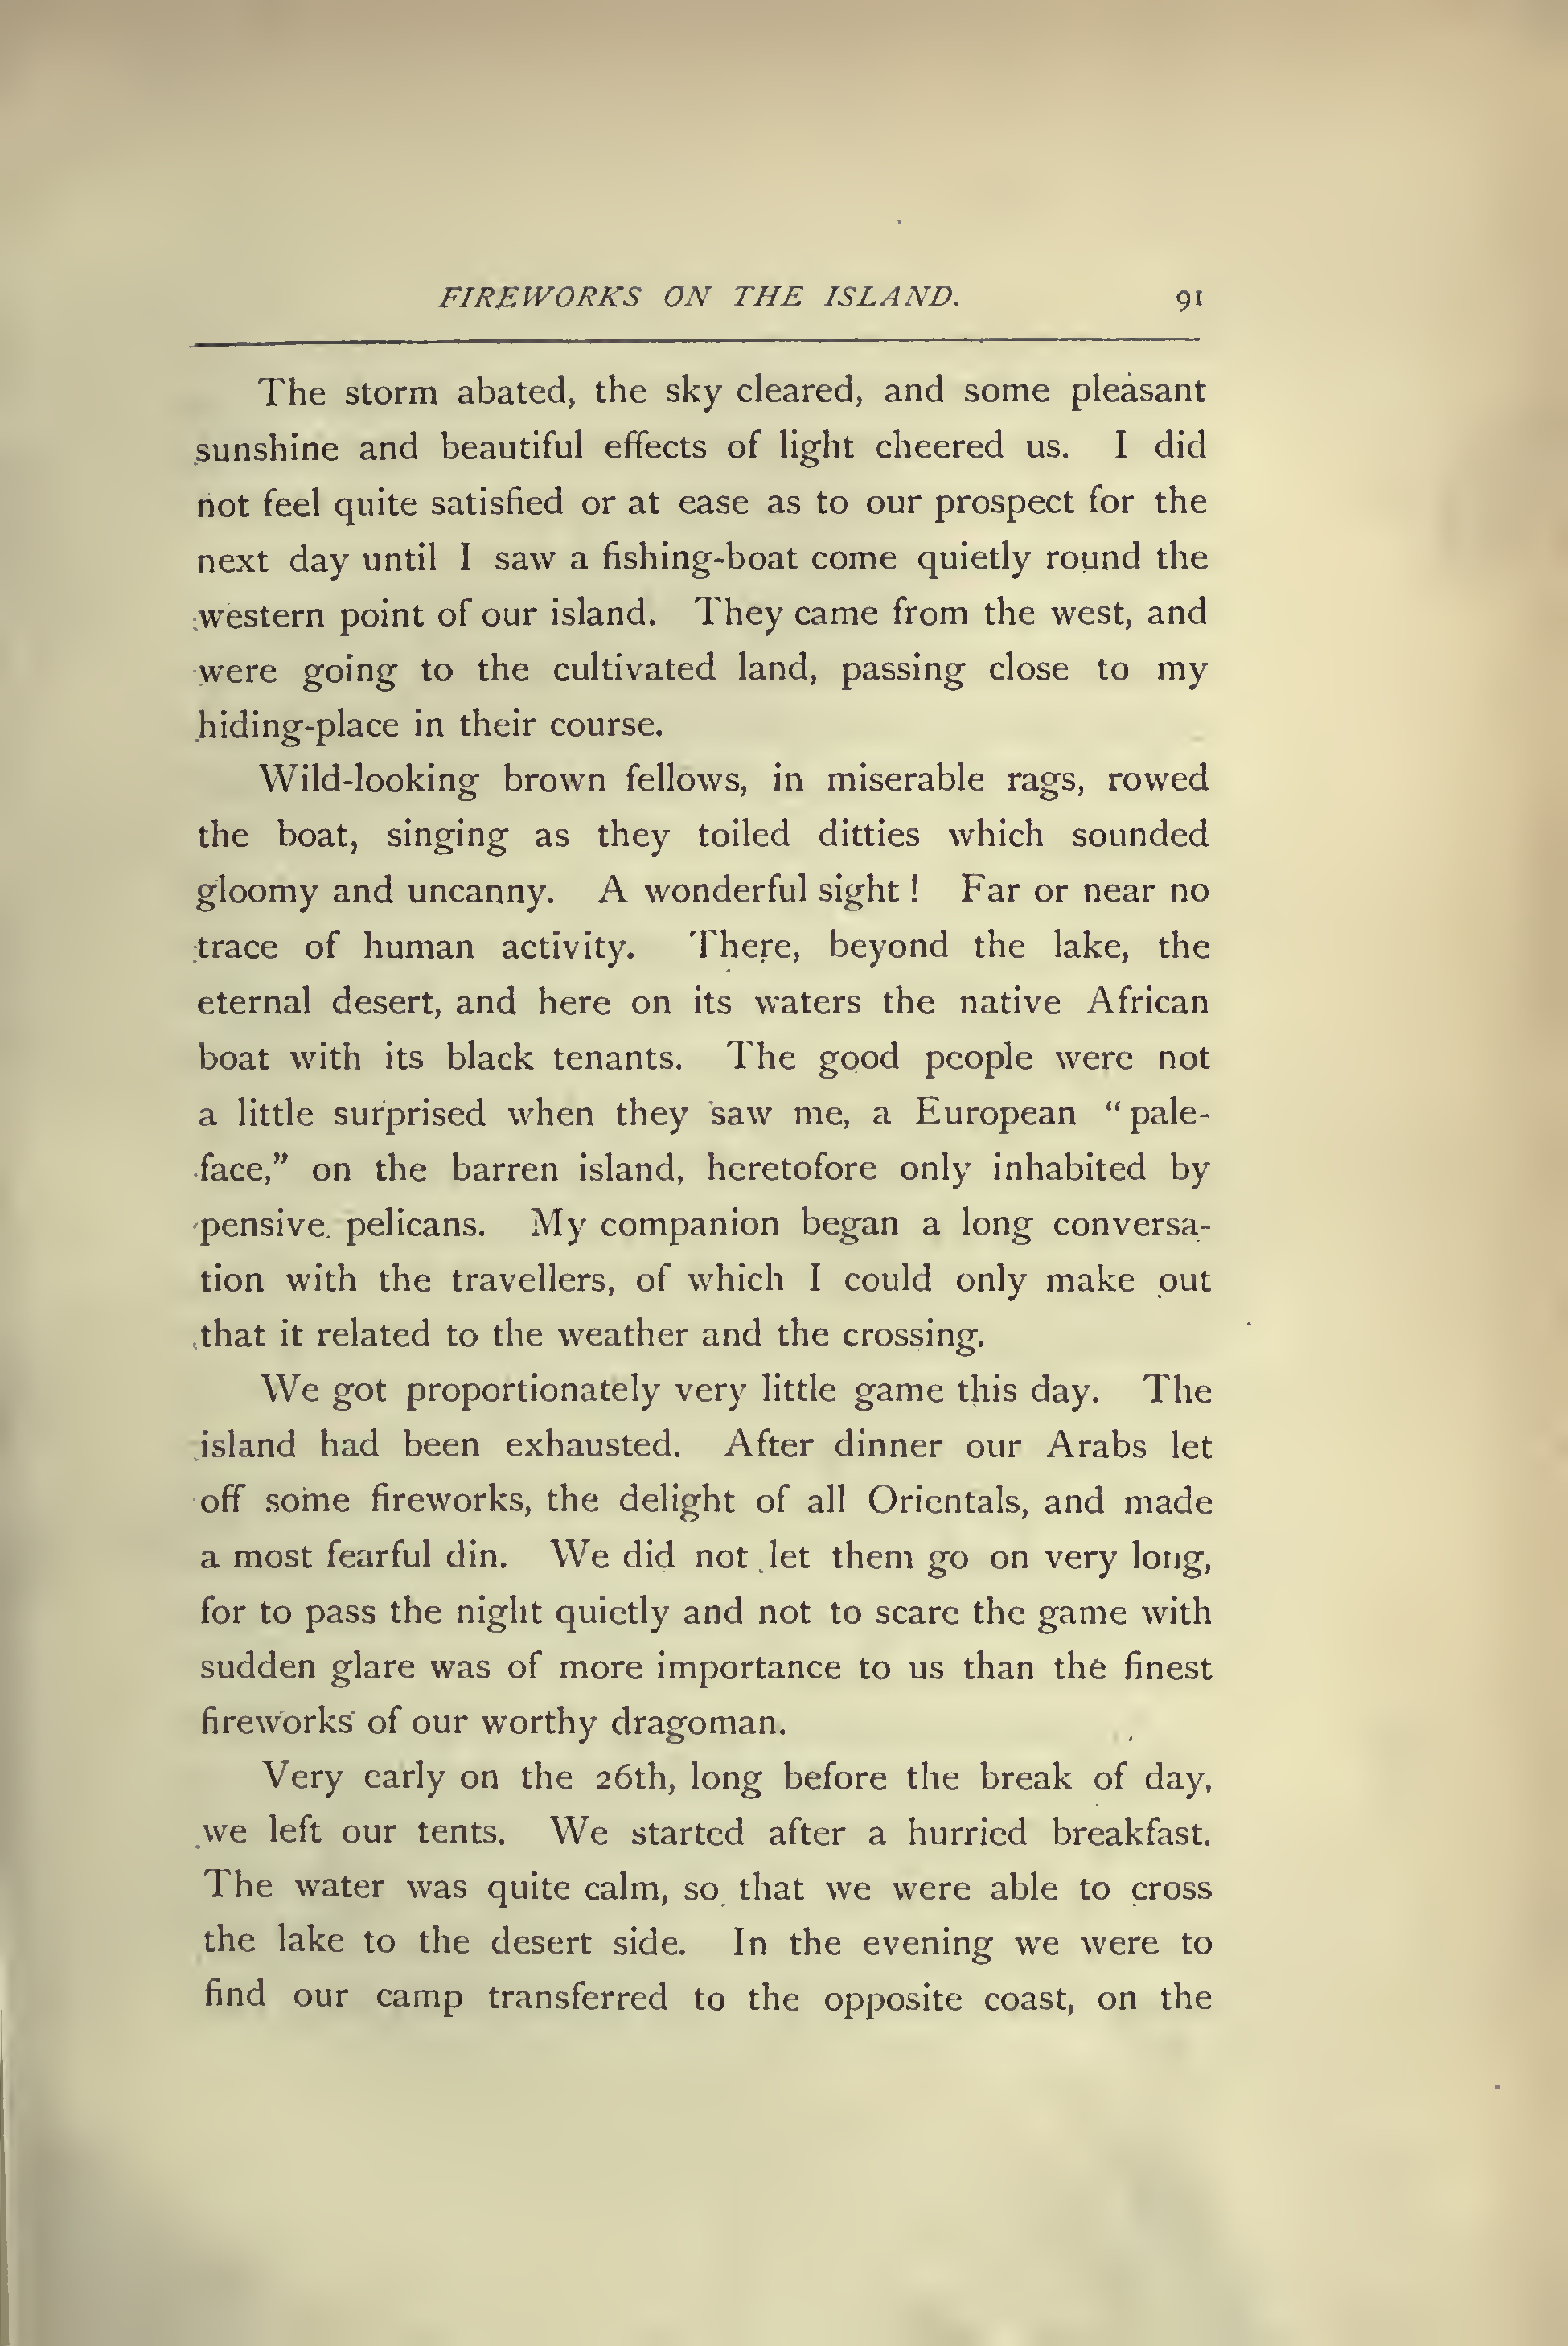 FIREWORKS ON THE ISLAND. 91
The storm abated, the sky cleared, and some pleasant
sunshine and beautiful effects of light cheered us. I did
not feel quite satisfied or at ease as to our prospect for the
next day until I saw a fishing-boat come quietly round the
western point of our island. They came from the west, and
were going to the cultivated land, passing close to my
hiding-place in their course.
Wild-looking brown fellows, in miserable rags, rowed
the boat, singing as they toiled ditties which sounded
gloomy and uncanny. A wonderful sight! Far or near no
trace of human activity. There, beyond the lake, the
eternal desert, and here on its waters the native African
boat with its black tenants. The good people were not
a little surprised when they saw me, a European “pale-
face,” on the barren island, heretofore only inhabited by
pensive pelicans. My companion began a long conversa-
tion with the travellers, of which I could only make out
that it related to the weather and the crossing.
We got proportionately very little game this day. The
island had been exhausted. After dinner our Arabs let
off some fireworks, the delight of all Orientals, and made
a most fearful din. We did not let them go on very long,
for to pass the night quietly and not to scare the game with
sudden glare was of more importance to us than the finest
fireworks of our worthy dragoman.
Very early on the 26th, long before the break of day,
we left our tents. We started after a hurried breakfast.
The water was quite calm, so that we were able to cross
the lake to the desert side. In the evening we were to
find our camp transferred to the opposite coast, on the